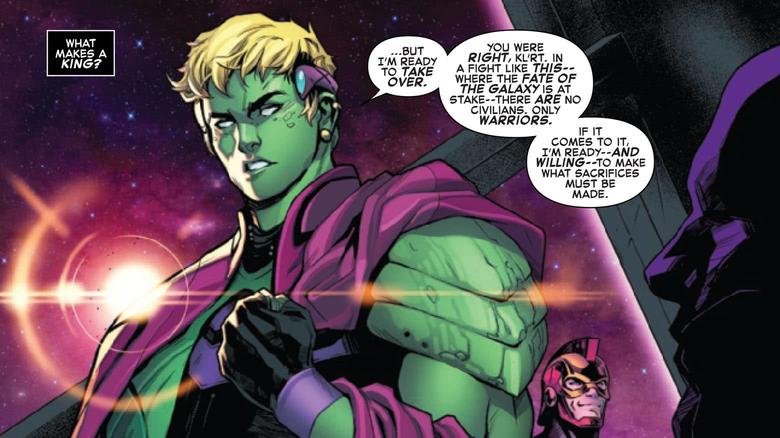 WHAT
MAKES A
KING?
...BUT
I'M READY
TO TAKE
OVER.
YOU WERE
RIGHT, KL'RT. IN
A FIGHT LIKE THIS--
WHERE THE FATE OF
THE GALAXY IS AT
STAKE--THERE ARE NO
CIVILIANS. ONLY
WARRIORS.
IF IT
COMES TO IT,
I'M READY--AND
WILLING--TO MAKE
WHAT SACRIFICES
MUST BE
MADE.